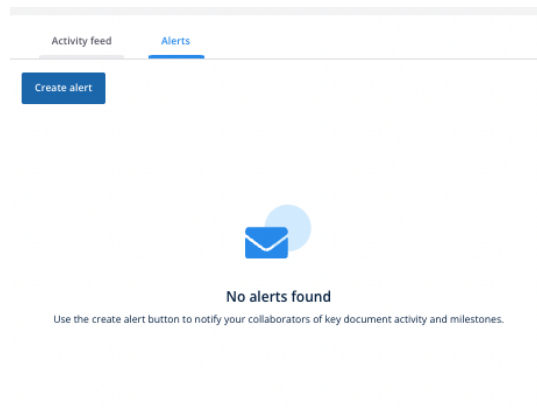 Activity feed Alerts
Create alert
No alerts found
Use the create alert button to notify your collaborators of key document activity and milestones.